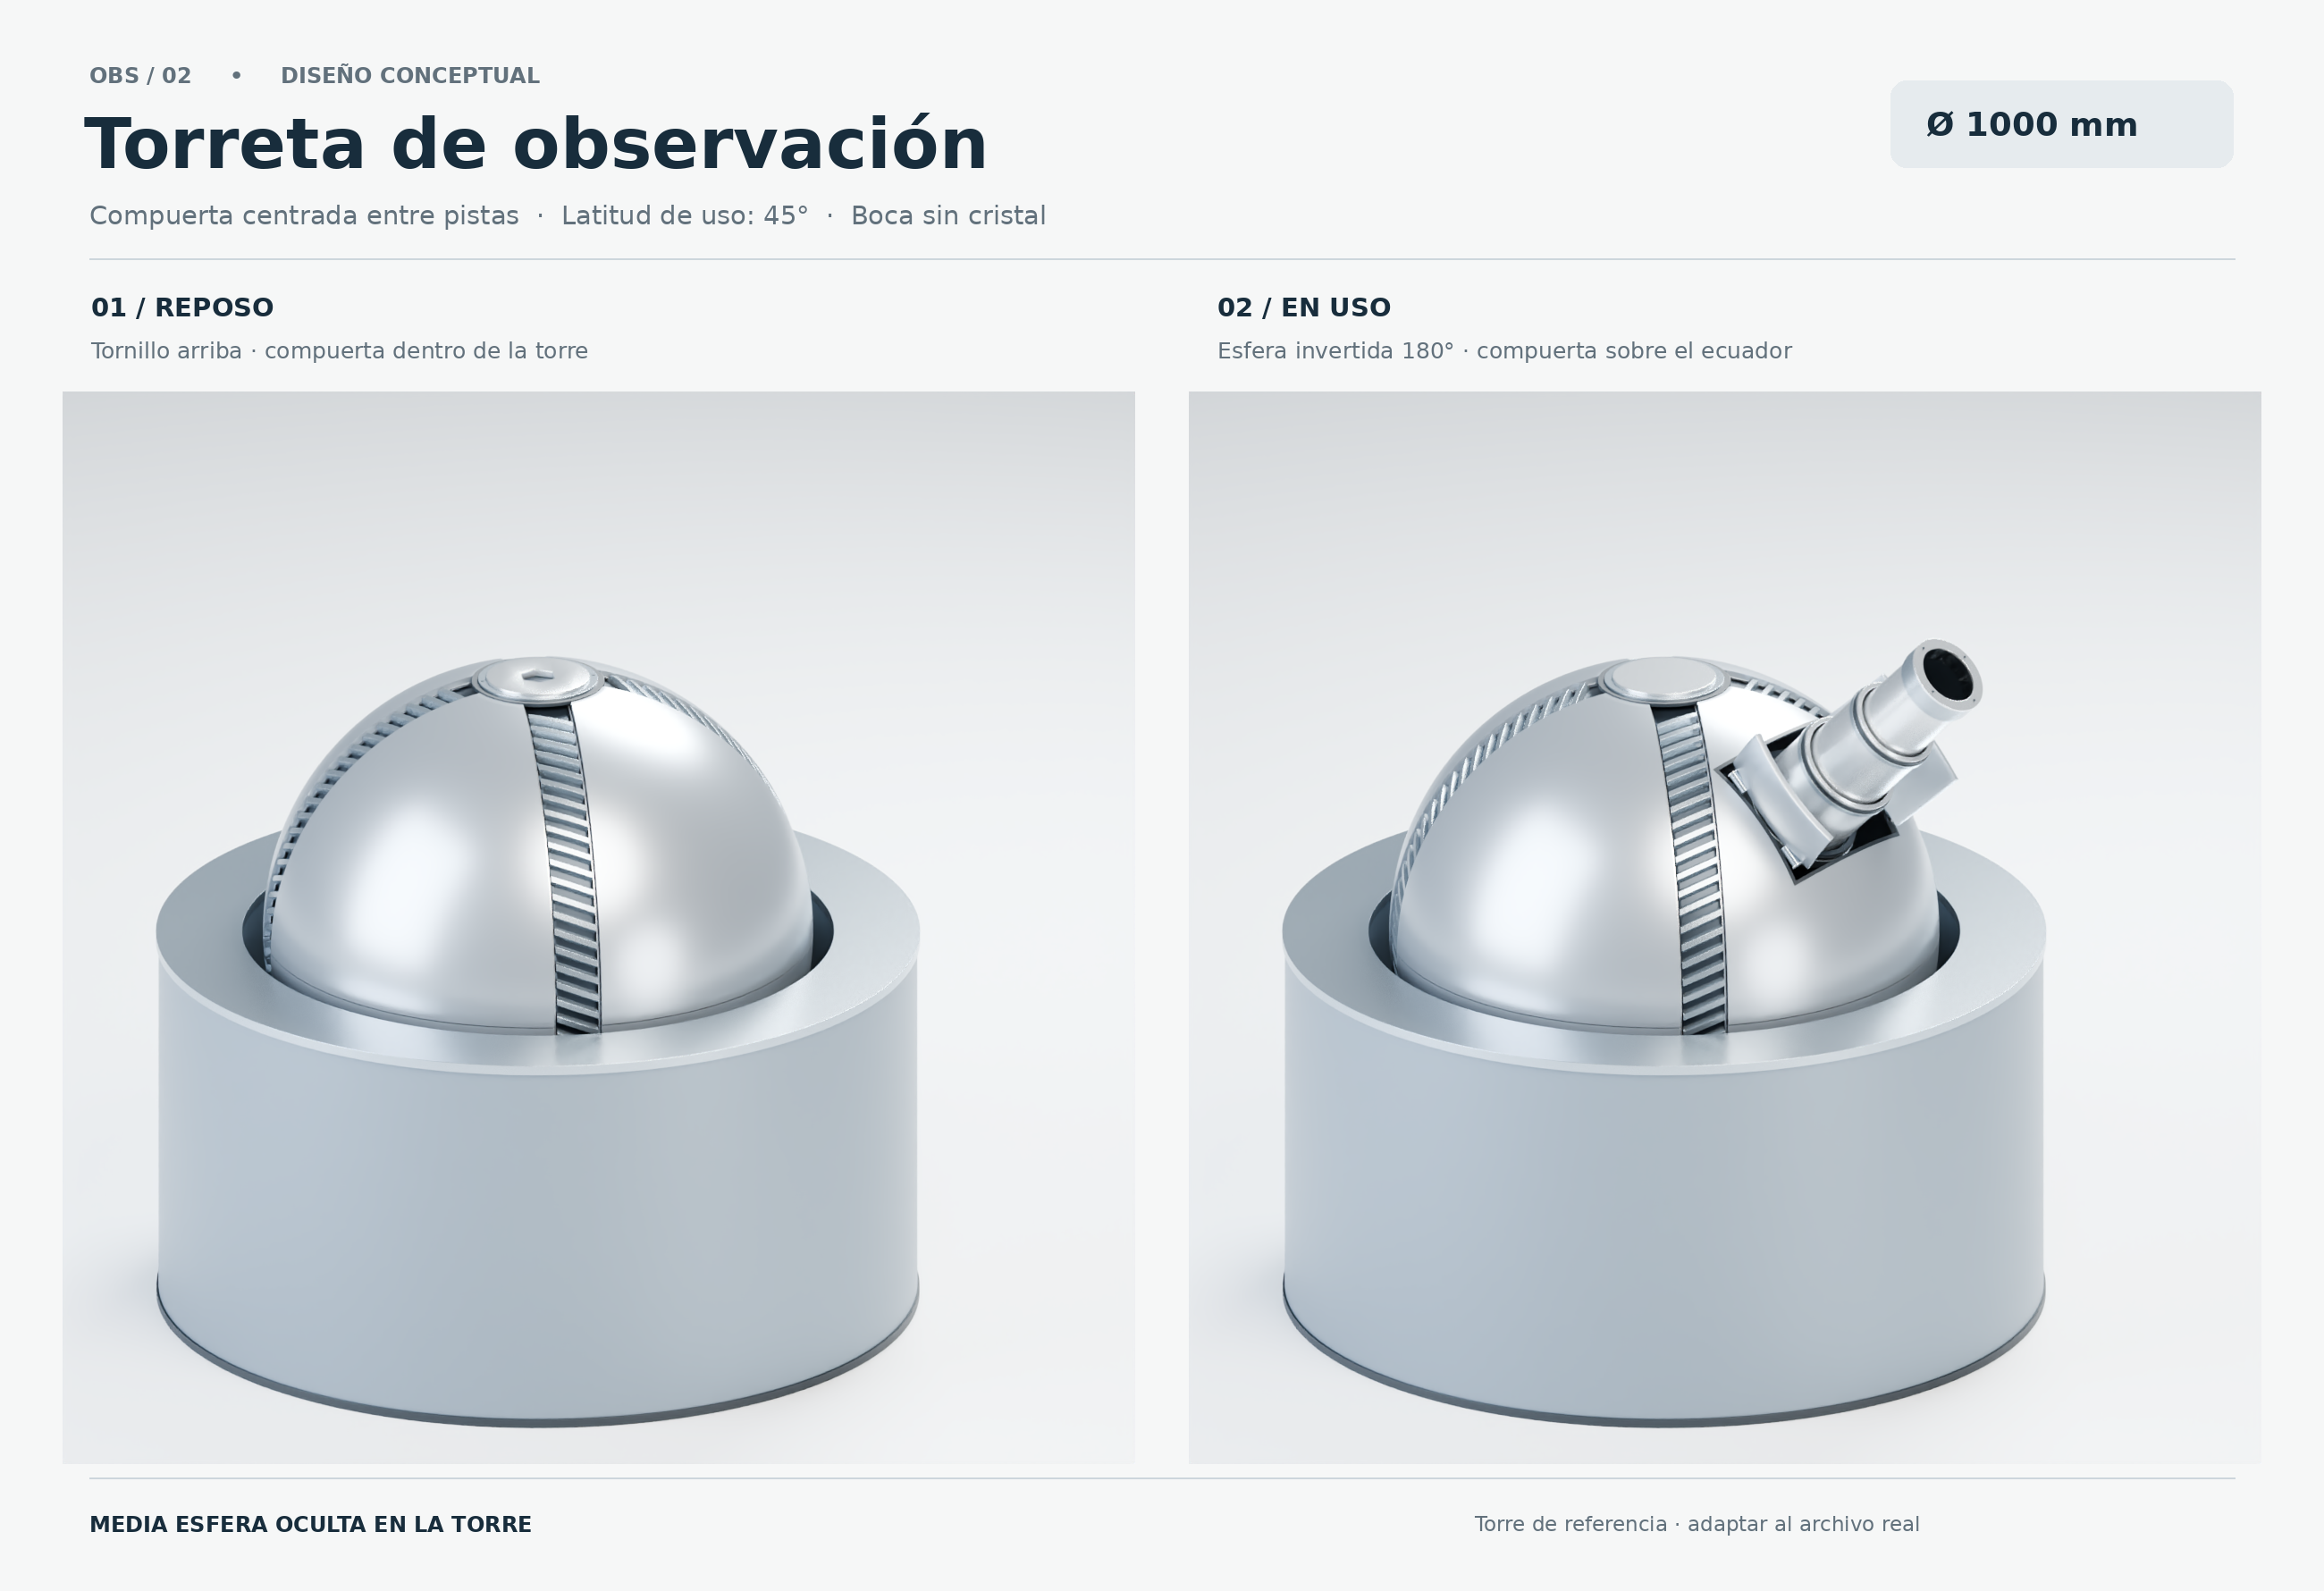 OBS / 02 • DISEÑO CONCEPTUAL
Torreta de observación
Ø 1000 mm
Compuerta centrada entre pistas · Latitud de uso: 45° · Boca sin cristal
01 / REPOSO
Tornillo arriba · compuerta dentro de la torre
02 / EN USO
Esfera invertida 180° · compuerta sobre el ecuador
MEDIA ESFERA OCULTA EN LA TORRE
Torre de referencia · adaptar al archivo real